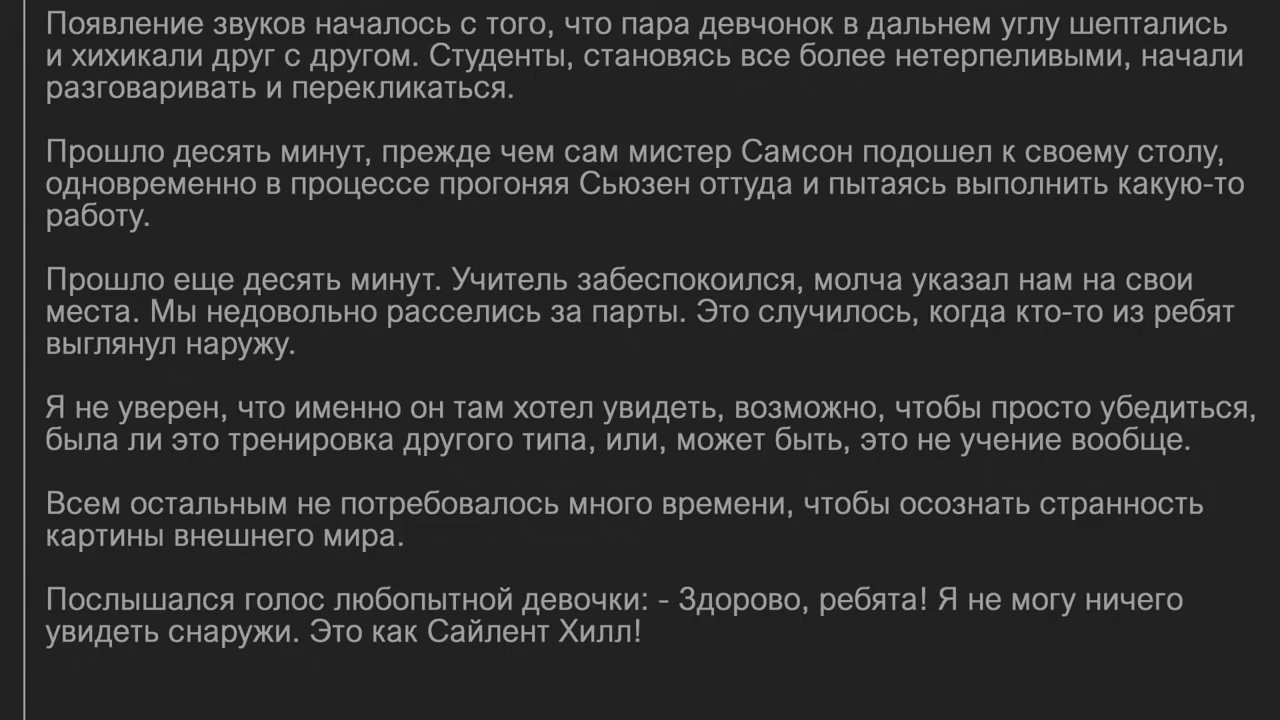 Появление звуков началось с того, что пара девчонок в дальнем углу шептались
и хихикали друг с другом. Студенты, становясь все более нетерпеливыми, начали
разговаривать и перекликаться.
Прошло десять минут, прежде чем сам мистер Самсон подошел к своему столу,
одновременно в процессе прогоняя Сьюзен оттуда и пытаясь выполнить какую-то
работу.
Прошло еще десять минут. Учитель забеспокоился, молча указал нам на свои
места. Мы недовольно расселись за парты. Это случилось, когда кто-то из ребят
выглянул наружу.
Я не уверен, что именно он там хотел увидеть, возможно, чтобы просто убедиться,
была ли это тренировка другого типа, или, может быть, это не учение вообще.
Всем остальным не потребовалось много времени, чтобы осознать странность
картины внешнего мира.
Послышался голос любопытной девочки: - Здорово, ребята! Я не могу ничего
увидеть снаружи. Это как Сайлент Хилл!